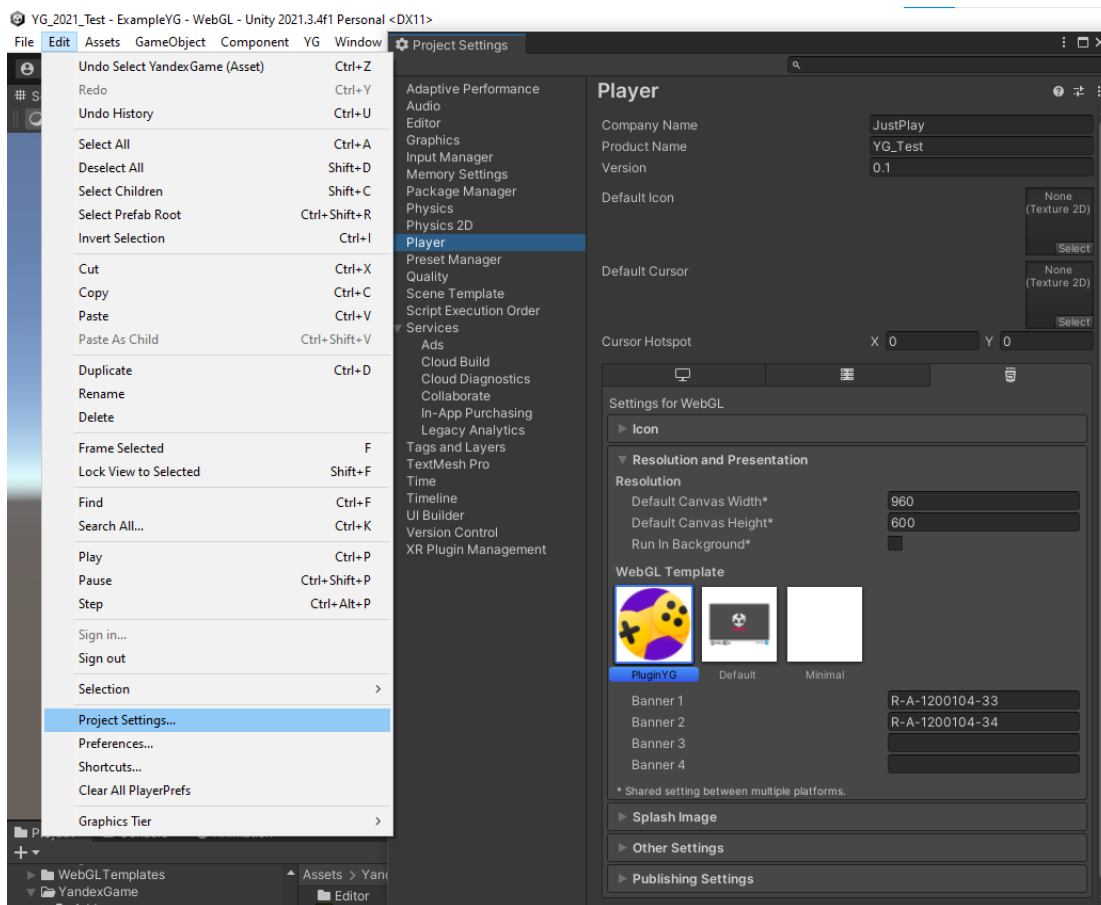 YG_2021_Test - ExampleYG - WebGL - Unity 2021.3.4f1 Personal <DX11>
File Edit Assets GameObject Component YG Window
Undo Select YandexGame (Asset) Ctrl+Z
Redo Ctrl+Y
Undo History Ctrl+U
Select All Ctrl+A
Deselect All Shift+D
Select Children Shift+C
Select Prefab Root Ctrl+Shift+R
Invert Selection Ctrl+I
Cut Ctrl+X
Copy Ctrl+C
Paste Ctrl+V
Paste As Child Ctrl+Shift+V
Duplicate Ctrl+D
Rename
Delete
Frame Selected F
Lock View to Selected Shift+F
Find Ctrl+F
Search All... Ctrl+K
Play Ctrl+P
Pause Ctrl+Shift+P
Step Ctrl+Alt+P
Sign in...
Sign out
Selection
Project Settings...
Preferences...
Shortcuts...
Clear All PlayerPrefs
Graphics Tier
WebGLTemplates
YandexGame
Assets > Yan
Editor
Project Settings
Adaptive Performance
Audio
Editor
Graphics
Input Manager
Memory Settings
Package Manager
Physics
Physics 2D
Player
Preset Manager
Quality
Scene Template
Script Execution Order
Services
Ads
Cloud Build
Cloud Diagnostics
Collaborate
In-App Purchasing
Legacy Analytics
Tags and Layers
TextMesh Pro
Time
Timeline
UI Builder
Version Control
XR Plugin Management
Player
Company Name JustPlay
Product Name YG_Test
Version 0.1
Default Icon
None
(Texture 2D)
Select
Default Cursor
None
(Texture 2D)
Select
Cursor Hotspot X 0 Y 0
Settings for WebGL
Icon
Resolution and Presentation
Resolution
Default Canvas Width* 960
Default Canvas Height* 600
Run In Background*
WebGL Template
PluginYG Default Minimal
Banner 1 R-A-1200104-33
Banner 2 R-A-1200104-34
Banner 3
Banner 4
* Shared setting between multiple platforms.
Splash Image
Other Settings
Publishing Settings